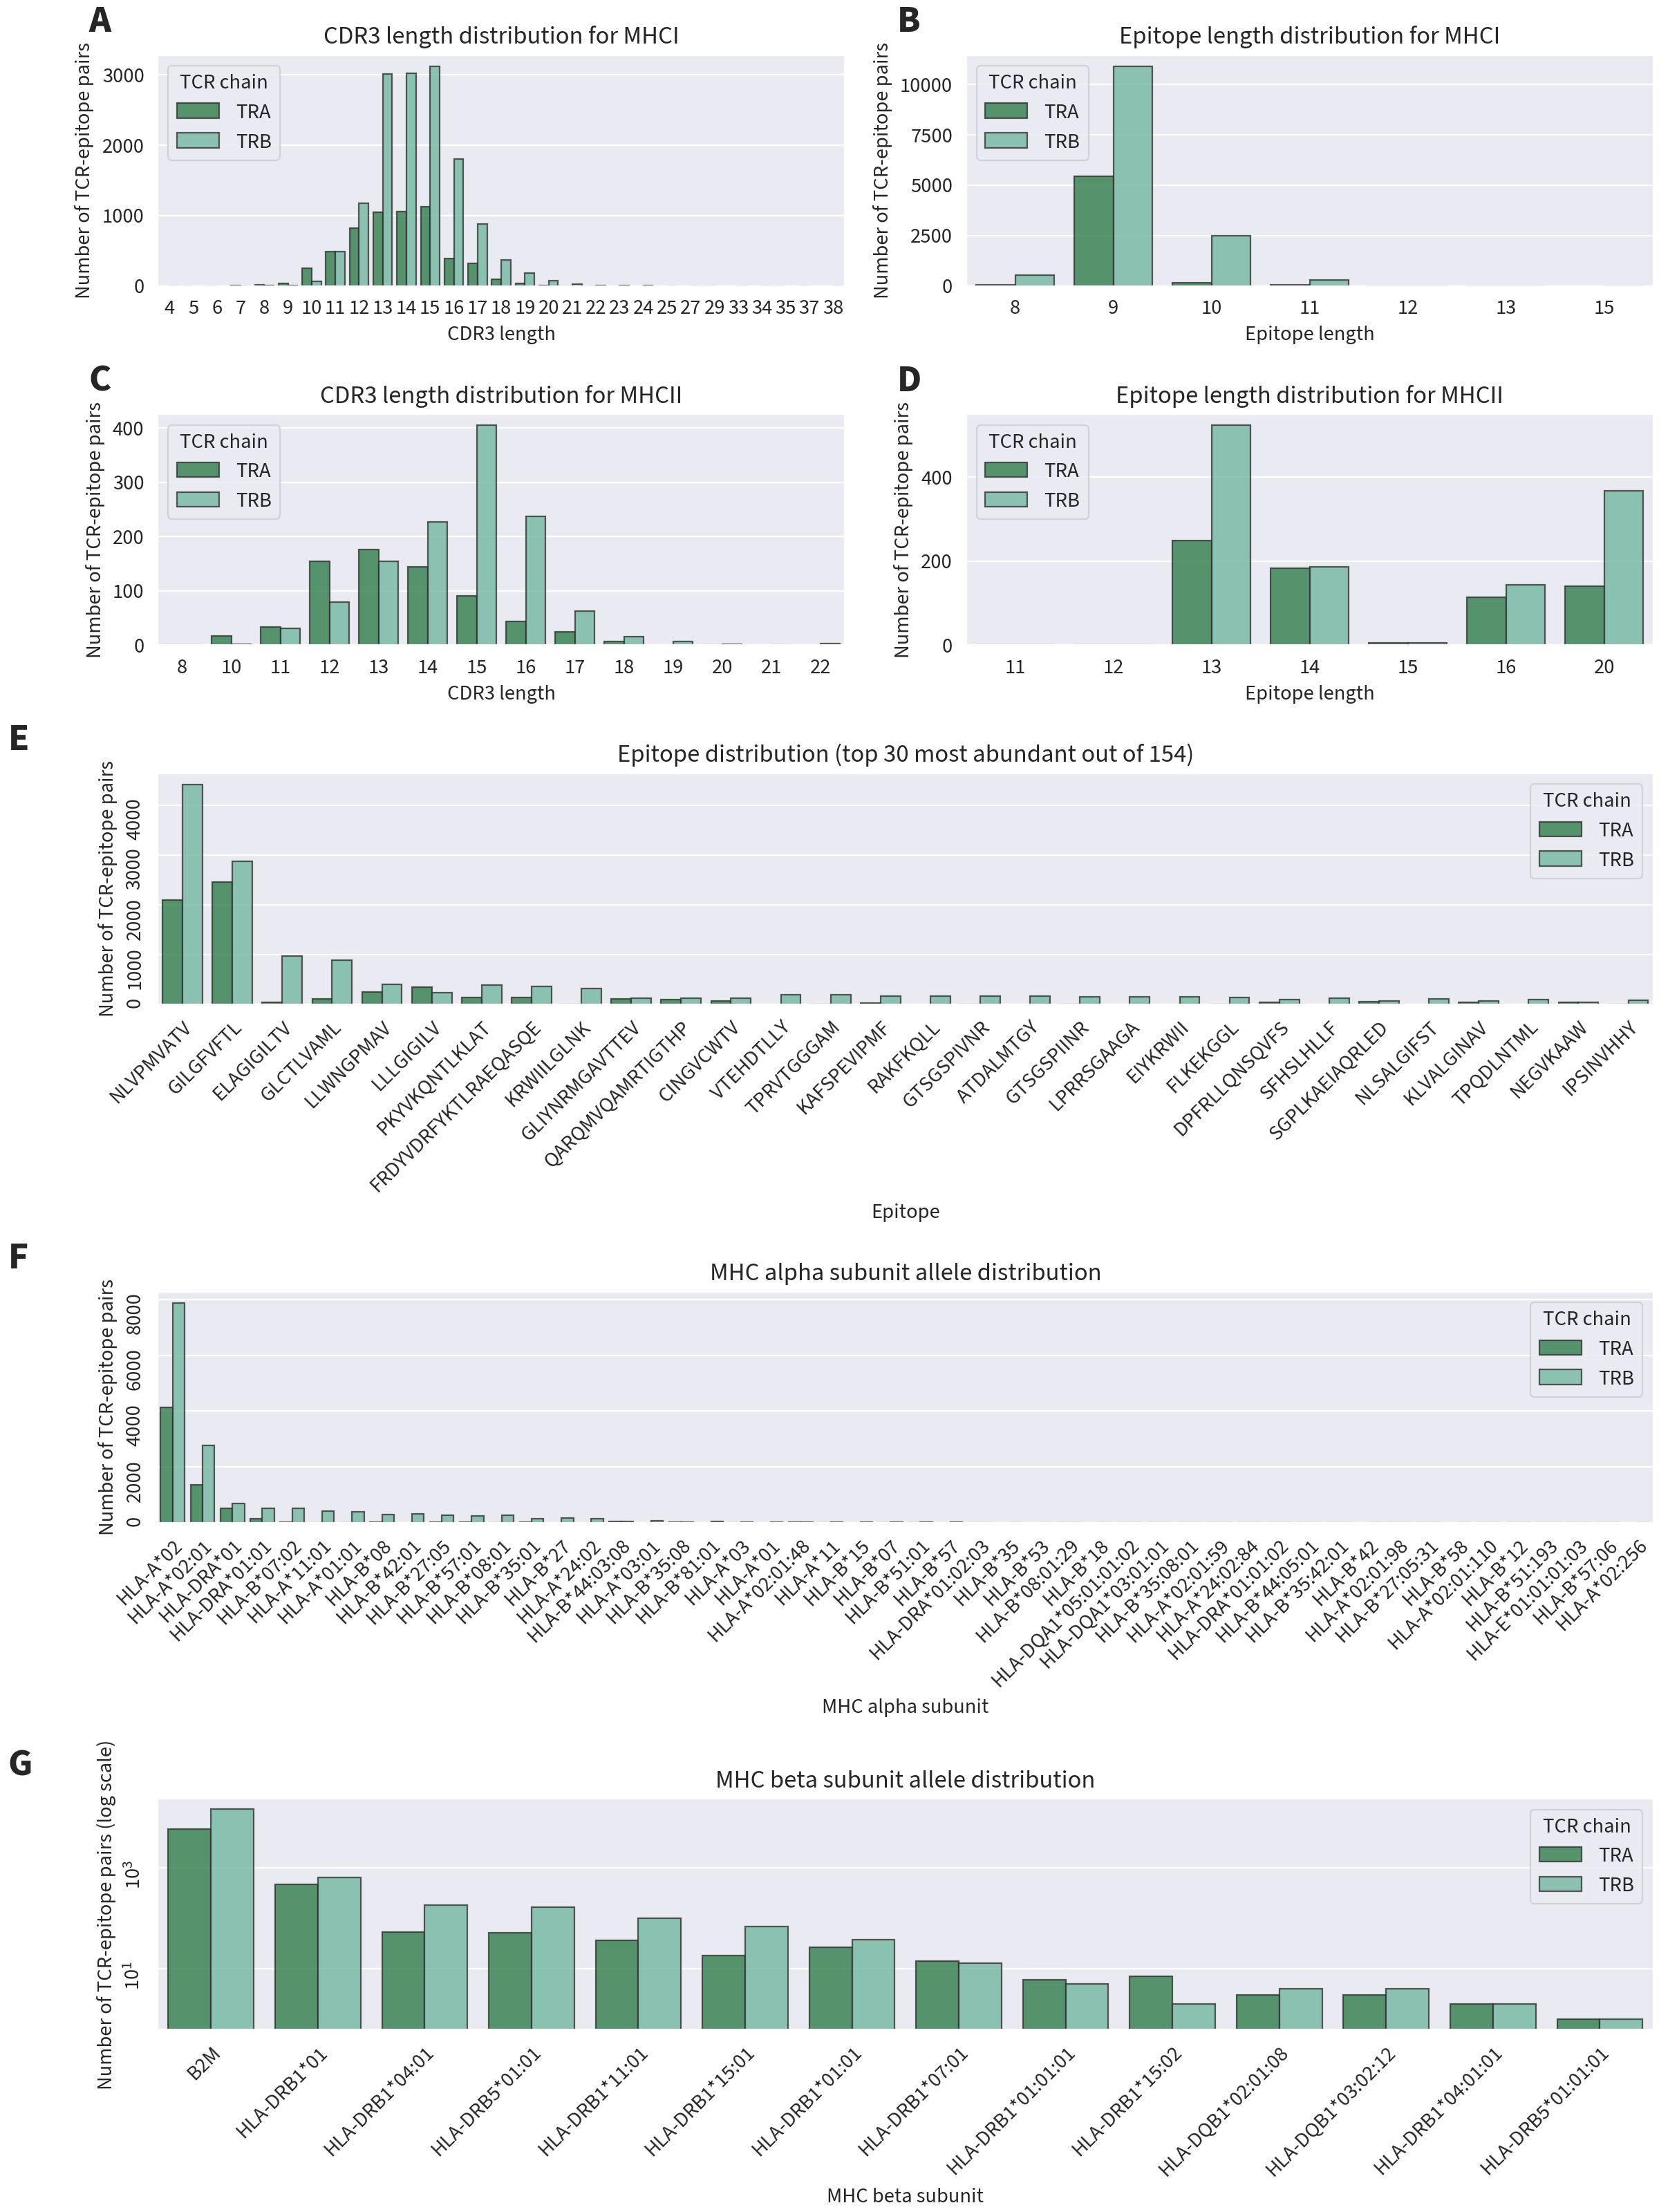 A
CDR3 length distribution for MHCI
Number of TCR-epitope pairs
3000
2000
1000
0
TCR chain
TRA
TRB
4 5 6 7 8 9 10 11 12 13 14 15 16 17 18 19 20 21 22 23 24 25 27 29 33 34 35 37 38
CDR3 length
B
Epitope length distribution for MHCI
Number of TCR-epitope pairs
10000
7500
5000
2500
0
TCR chain
TRA
TRB
8 9 10 11 12 13 15
Epitope length
C
CDR3 length distribution for MHCII
Number of TCR-epitope pairs
400
300
200
100
0
TCR chain
TRA
TRB
8 10 11 12 13 14 15 16 17 18 19 20 21 22
CDR3 length
D
Epitope length distribution for MHCII
Number of TCR-epitope pairs
400
200
0
TCR chain
TRA
TRB
11 12 13 14 15 16 20
Epitope length
E
Epitope distribution (top 30 most abundant out of 154)
Number of TCR-epitope pairs
4000
3000
2000
1000
0
TCR chain
TRA
TRB
NLVPMVATV
GILGFVFTL
ELAGIGILTV
GLCTLVAML
LLWNGPMAV
LLLGIGILV
PKYVKQNTLKLAT
FRDYVDRFYKTLRAEQASQE
KRWIILGLNK
GLIYNRMGAVTTEV
QARQMVQAMRTIGTHP
CINGVCWTV
VTEHDTLLY
TPRVTGGGAM
KAFSPEVIPMF
RAKFKQLL
GTSGSPIVNR
ATDALMTGY
GTSGSPIINR
LPRRSGAAGA
EIYKRWII
FLKEKGGL
DPFRLLQNSQVFS
SFHSLHLLF
SGPLKAEIAQRLED
NLSALGIFST
KLVALGINAV
TPQDLNTML
NEGVKAAW
IPSINVHHY
Epitope
F
MHC alpha subunit allele distribution
Number of TCR-epitope pairs
8000
6000
4000
2000
0
TCR chain
TRA
TRB
HLA-A*02
HLA-A*02:01
HLA-DRA*01
HLA-DRA*01:01
HLA-B*07:02
HLA-A*11:01
HLA-A*01:01
HLA-B*08
HLA-B*42:01
HLA-B*27:05
HLA-B*57:01
HLA-B*08:01
HLA-B*35:01
HLA-B*27
HLA-A*24:02
HLA-B*44:03:08
HLA-A*03:01
HLA-B*35:08
HLA-B*81:01
HLA-A*03
HLA-A*01
HLA-A*02:01:48
HLA-A*11
HLA-B*15
HLA-B*07
HLA-B*51:01
HLA-B*57
HLA-DRA*01:02:03
HLA-B*35
HLA-B*53
HLA-B*08:01:29
HLA-B*18
HLA-DQA1*05:01:01:02
HLA-DQA1*03:01:01
HLA-B*35:08:01
HLA-A*02:01:59
HLA-A*24:02:84
HLA-DRA*01:01:02
HLA-B*44:05:01
HLA-B*35:42:01
HLA-B*42
HLA-A*02:01:98
HLA-B*27:05:31
HLA-B*58
HLA-A*02:01:110
HLA-B*12
HLA-B*51:193
HLA-E*01:01:01:03
HLA-B*57:06
HLA-A*02:256
MHC alpha subunit
G
MHC beta subunit allele distribution
Number of TCR-epitope pairs (log scale)
10³
10¹
TCR chain
TRA
TRB
B2M
HLA-DRB1*01
HLA-DRB1*04:01
HLA-DRB5*01:01
HLA-DRB1*11:01
HLA-DRB1*15:01
HLA-DRB1*01:01
HLA-DRB1*07:01
HLA-DRB1*01:01:01
HLA-DRB1*15:02
HLA-DQB1*02:01:08
HLA-DQB1*03:02:12
HLA-DRB1*04:01:01
HLA-DRB5*01:01:01
MHC beta subunit